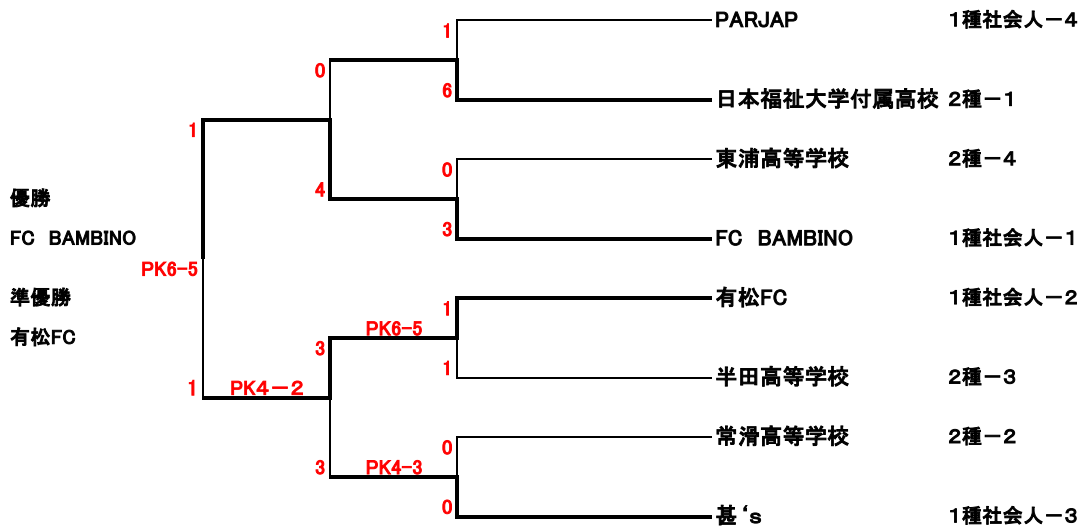 PARJAP 1種社会人－4
1
0
6
日本福祉大学付属高校 2種－1
1
東浦高等学校 2種－4
0
4
優勝
3
FC BAMBINO
FC BAMBINO 1種社会人－1
PK6-5
準優勝
有松FC 1種社会人－2
1
PK6-5
有松FC
3
1
半田高等学校 2種－3
1
PK4－2
常滑高等学校 2種－2
0
3
PK4-3
0
甚‘s 1種社会人－3